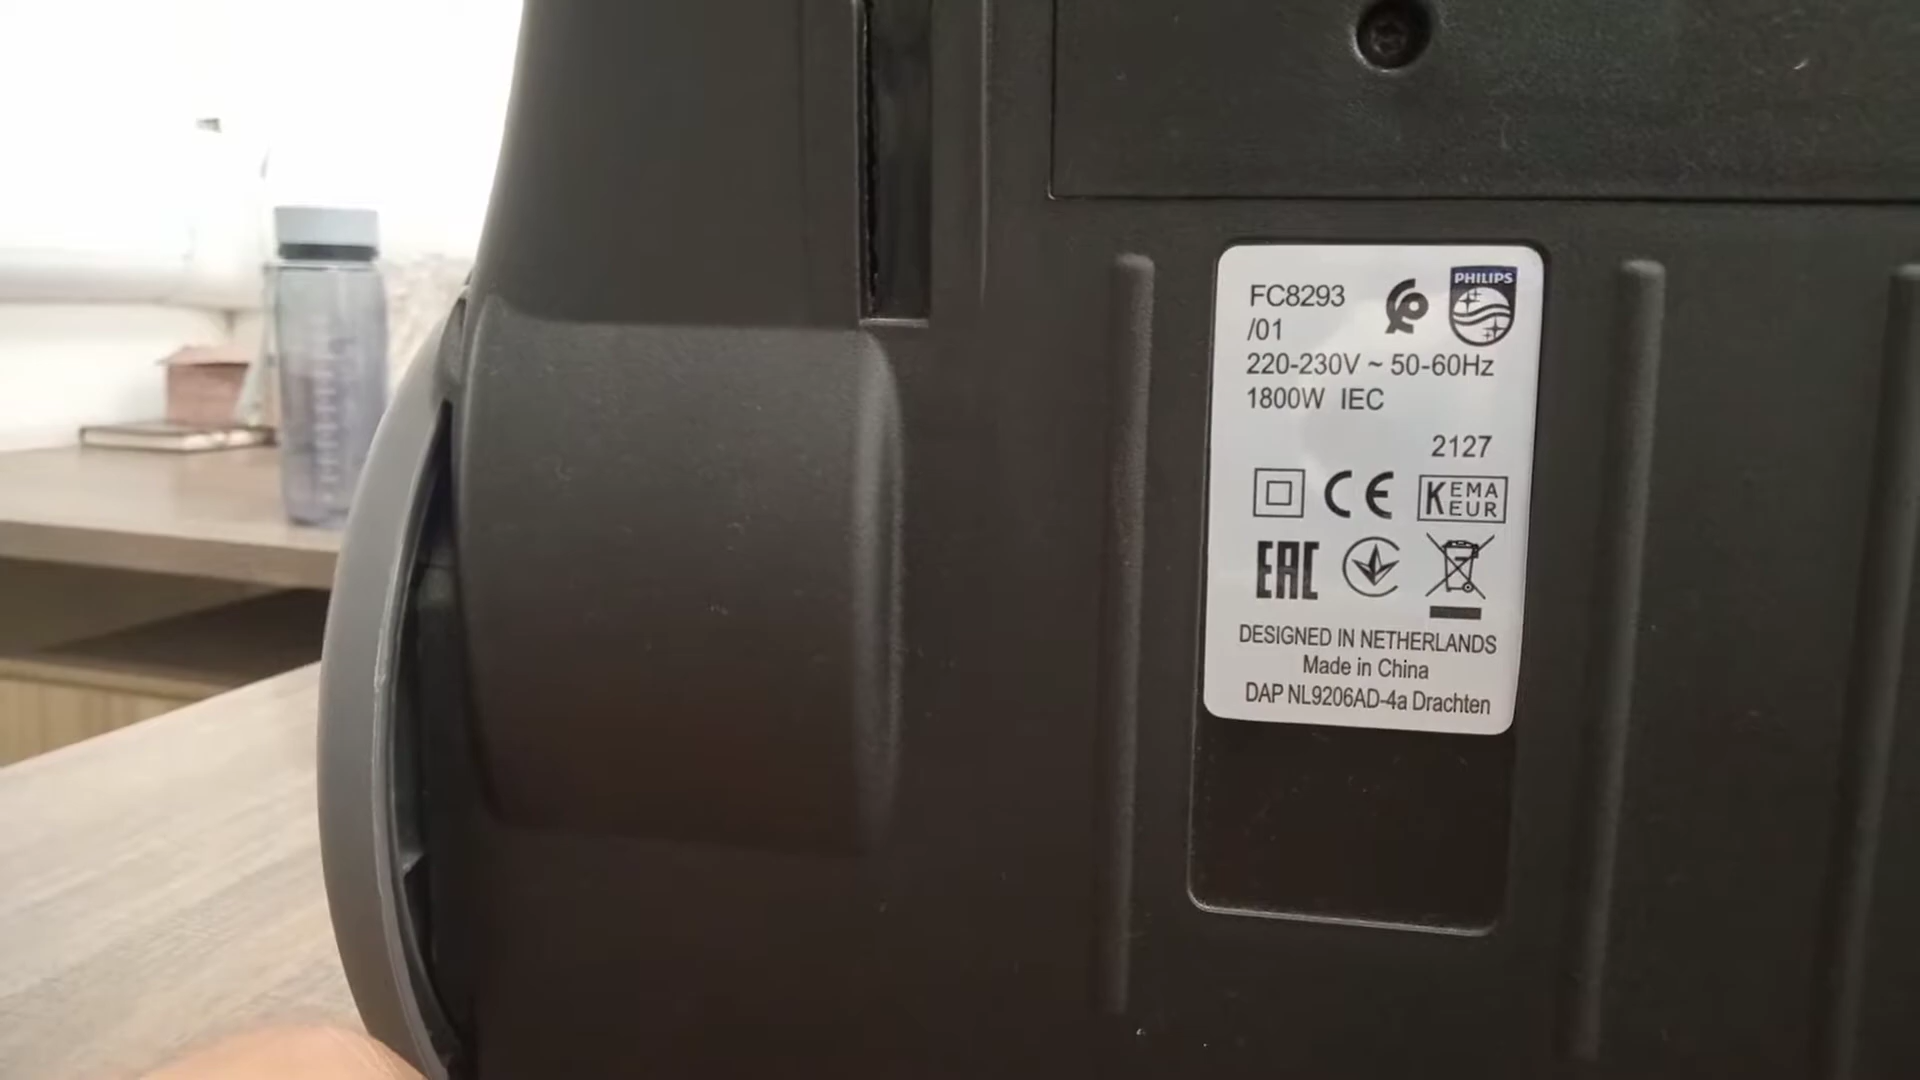 FC8293
PHILIPS
/01
220-230V ~ 50-60Hz
1800W IEC
2127
CE
KEMA
EUR
EAC
DESIGNED IN NETHERLANDS
Made in China
DAP NL9206AD-4a Drachten